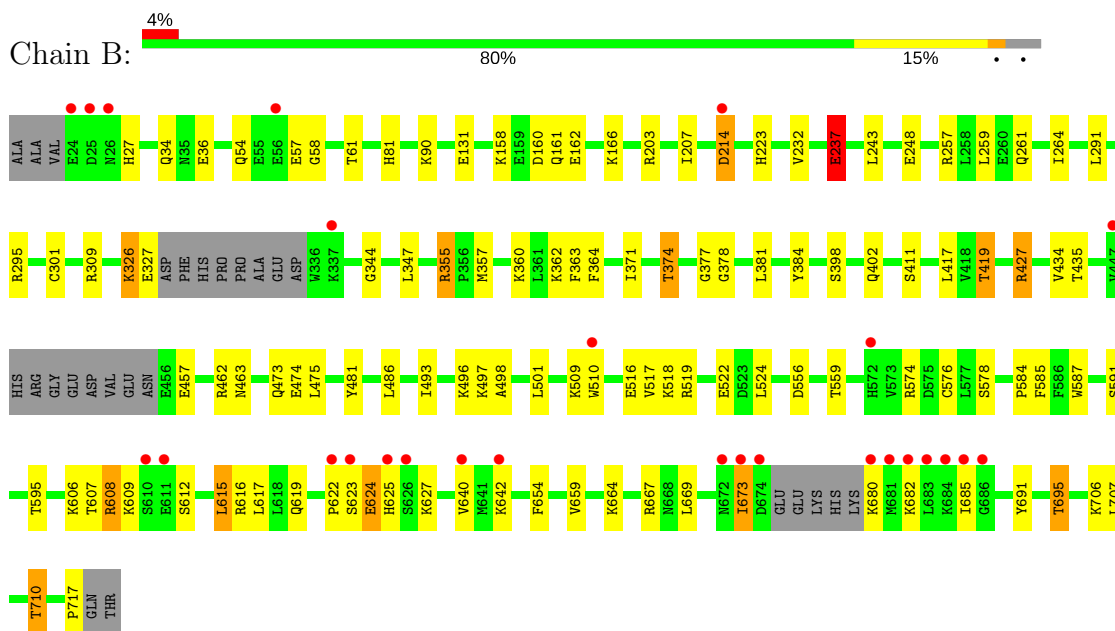 4%
Chain B:
80% 15% • •
ALA ALA VAL E24 D25 N26 H27 Q34 N35 E36 Q54 E55 E56 E57 G58 T61 H81 K90 E131 K158 E159 D160 Q161 E162 K166 R203 I207 D214 H223 V232 E237 L243 E248 R257 L258 L259 E260 Q261 I264 L291
R295 C301 R309 K326 E327 ASP PHE HIS PRO PRO ALA GLU ASP W336 K337 G344 L347 R355 P356 M357 K360 L361 K362 F363 F364 I371 T374 G377 G378 L381 Y384 S398 Q402 S411 L417 V418 T419 R427 V434 T435 V447
HIS ARG GLY GLU ASP VAL GLU ASN E456 E457 R462 N463 Q473 E474 L475 Y481 L486 I493 K496 K497 A498 L501 K509 W510 E516 V517 K518 R519 E522 D523 L524 D556 T559 H572 V573 R574 D575 C576 L577 S578 P584 F585 F586 W587 S591
T595 K606 T607 R608 K609 S610 E611 S612 L615 R616 L617 L618 Q619 P622 S623 E624 H625 S626 K627 V640 M641 K642 F654 V659 K664 R667 N668 L669 N672 I673 D674 GLU GLU LYS HIS LYS K680 M681 K682 L683 K684 I685 G686 Y691 T695 K706 L707
T710 P717 GLN THR